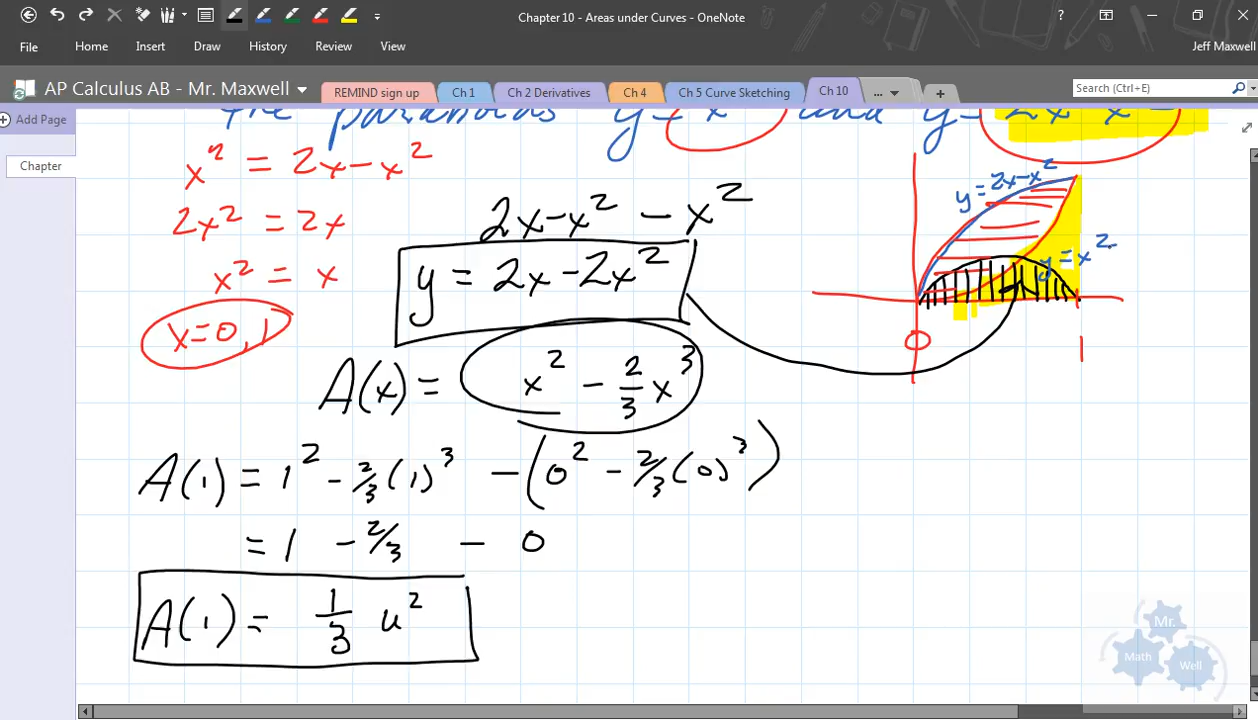 Chapter 10 - Areas under Curves - OneNote
File Home Insert Draw History Review View
Jeff Maxwell
AP Calculus AB - Mr. Maxwell
REMIND sign up
Ch 1
Ch 2 Derivatives
Ch 4
Ch 5 Curve Sketching
Ch 10
...
Search (Ctrl+E)
Add Page
Chapter
the parabolas y = x and y = 2x x
x² = 2x - x²
2x² = 2x
x² = x
x = 0, 1
2x - x² - x²
y = 2x - 2x²
y = 2x - x²
y = x²
0
1
A(x) = x² - 2/3 x³
A(1) = 1² - 2/3 (1)³ - (0² - 2/3 (0)³)
= 1 - 2/3 - 0
A(1) = 1/3 u²
Mr.
Math
Well